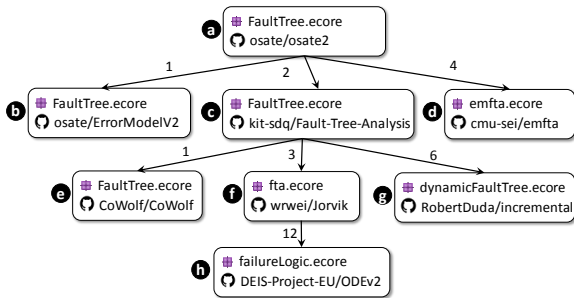 a
FaultTree.ecore
osate/osate2
1
2
4
b
FaultTree.ecore
osate/ErrorModelV2
c
FaultTree.ecore
kit-sdq/Fault-Tree-Analysis
d
emfta.ecore
cmu-sei/emfta
1
3
6
e
FaultTree.ecore
CoWolf/CoWolf
f
fta.ecore
wrwei/Jorvik
g
dynamicFaultTree.ecore
RobertDuda/incremental
12
h
failureLogic.ecore
DEIS-Project-EU/ODEv2